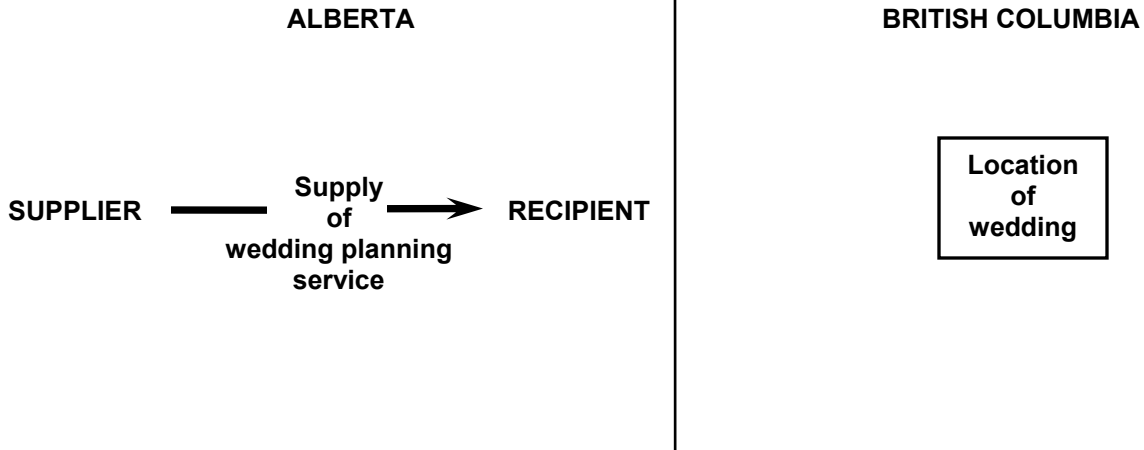 ALBERTA
BRITISH COLUMBIA
SUPPLIER
Supply
of
wedding planning
service
RECIPIENT
Location
of
wedding